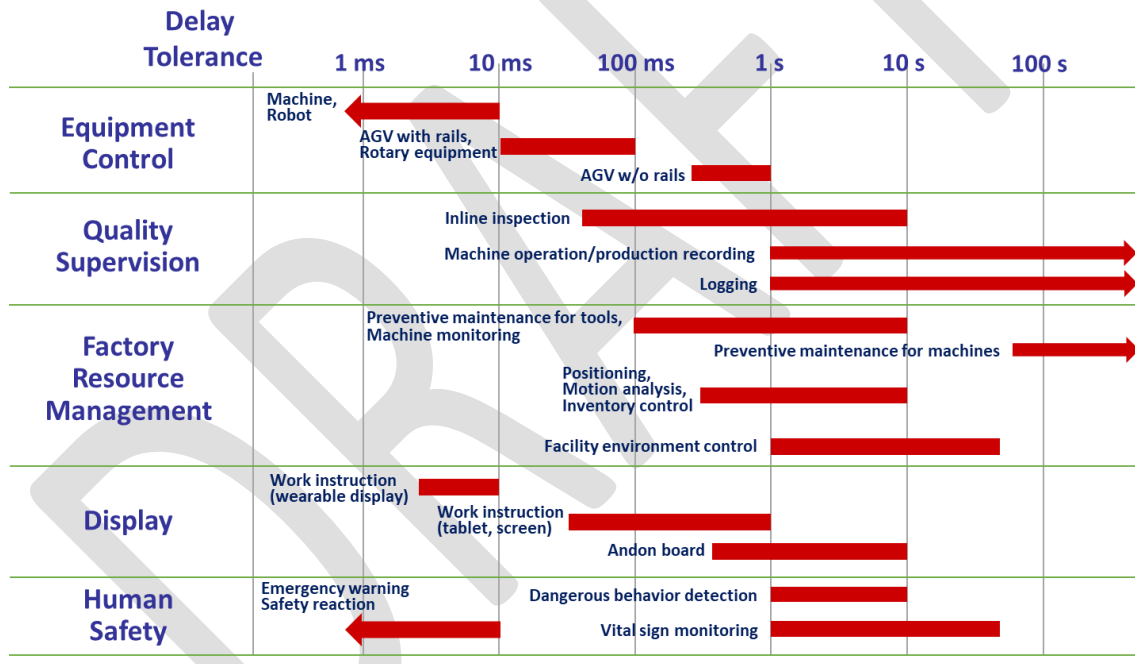 Delay
Tolerance
1 ms
10 ms
100 ms
1 s
10 s
100 s
Equipment
Control
Machine,
Robot
AGV with rails,
Rotary equipment
AGV w/o rails
Quality
Supervision
Inline inspection
Machine operation/production recording
Logging
Factory
Resource
Management
Preventive maintenance for tools,
Machine monitoring
Preventive maintenance for machines
Positioning,
Motion analysis,
Inventory control
Facility environment control
Display
Work instruction
(wearable display)
Work instruction
(tablet, screen)
Andon board
Human
Safety
Emergency warning
Safety reaction
Dangerous behavior detection
Vital sign monitoring
DRAFT